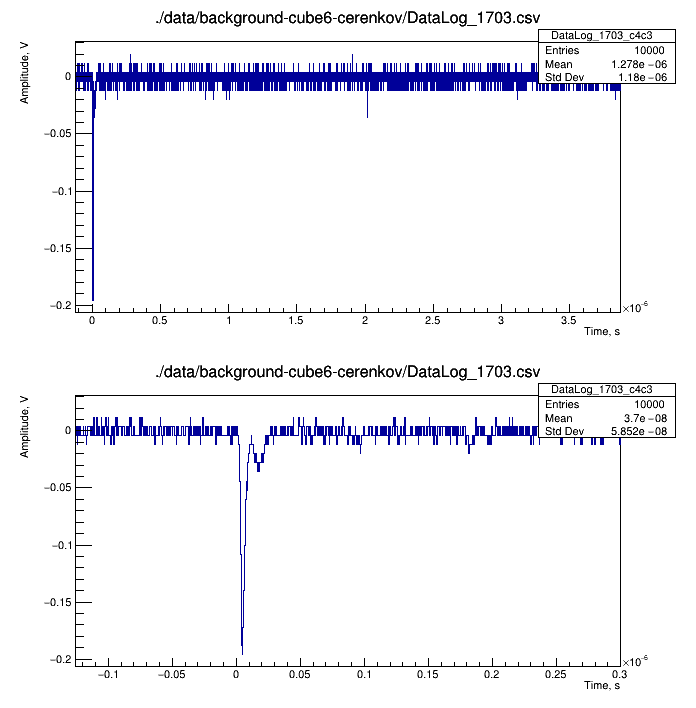 ./data/background-cube6-cerenkov/DataLog_1703.csv
DataLog_1703_c4c3
Entries 10000
Mean 1.278e −06
Std Dev 1.18e −06
Amplitude, V
0
−0.05
−0.1
−0.15
−0.2
0 0.5 1 1.5 2 2.5 3 3.5 ×10⁻⁶
Time, s
./data/background-cube6-cerenkov/DataLog_1703.csv
DataLog_1703_c4c3
Entries 10000
Mean 3.7e −08
Std Dev 5.852e −08
Amplitude, V
0
−0.05
−0.1
−0.15
−0.2
−0.1 −0.05 0 0.05 0.1 0.15 0.2 0.25 0.3 ×10⁻⁶
Time, s